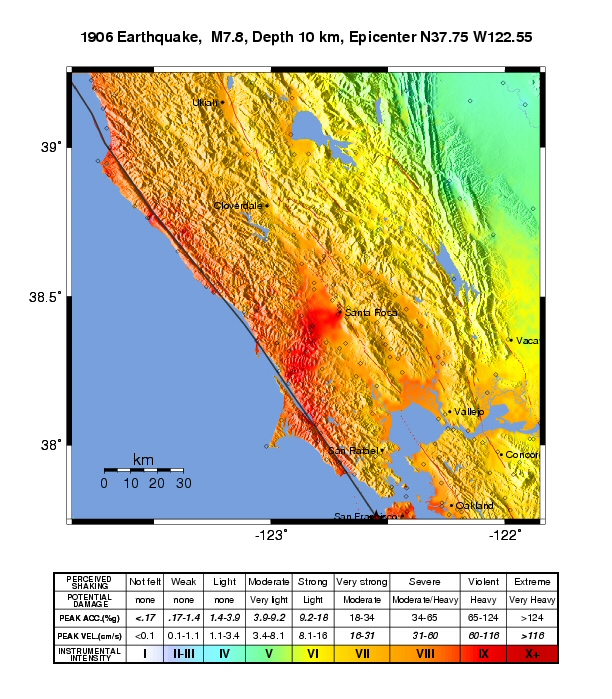 1906 Earthquake, M7.8, Depth 10 km, Epicenter N37.75 W122.55
Ukiah
39°
Cloverdale
38.5°
Santa Rosa
Vaca
Vallejo
38°
San Rafael
Concor
km
0 10 20 30
Oakland
San Francisco
-123° -122°
PERCEIVED SHAKING Not felt Weak Light Moderate Strong Very strong Severe Violent Extreme
POTENTIAL DAMAGE none none none Very light Light Moderate Moderate/Heavy Heavy Very Heavy
PEAK ACC.(%g) <.17 .17-1.4 1.4-3.9 3.9-9.2 9.2-18 18-34 34-65 65-124 >124
PEAK VEL.(cm/s) <0.1 0.1-1.1 1.1-3.4 3.4-8.1 8.1-16 16-31 31-60 60-116 >116
INSTRUMENTAL INTENSITY I II-III IV V VI VII VIII IX X+